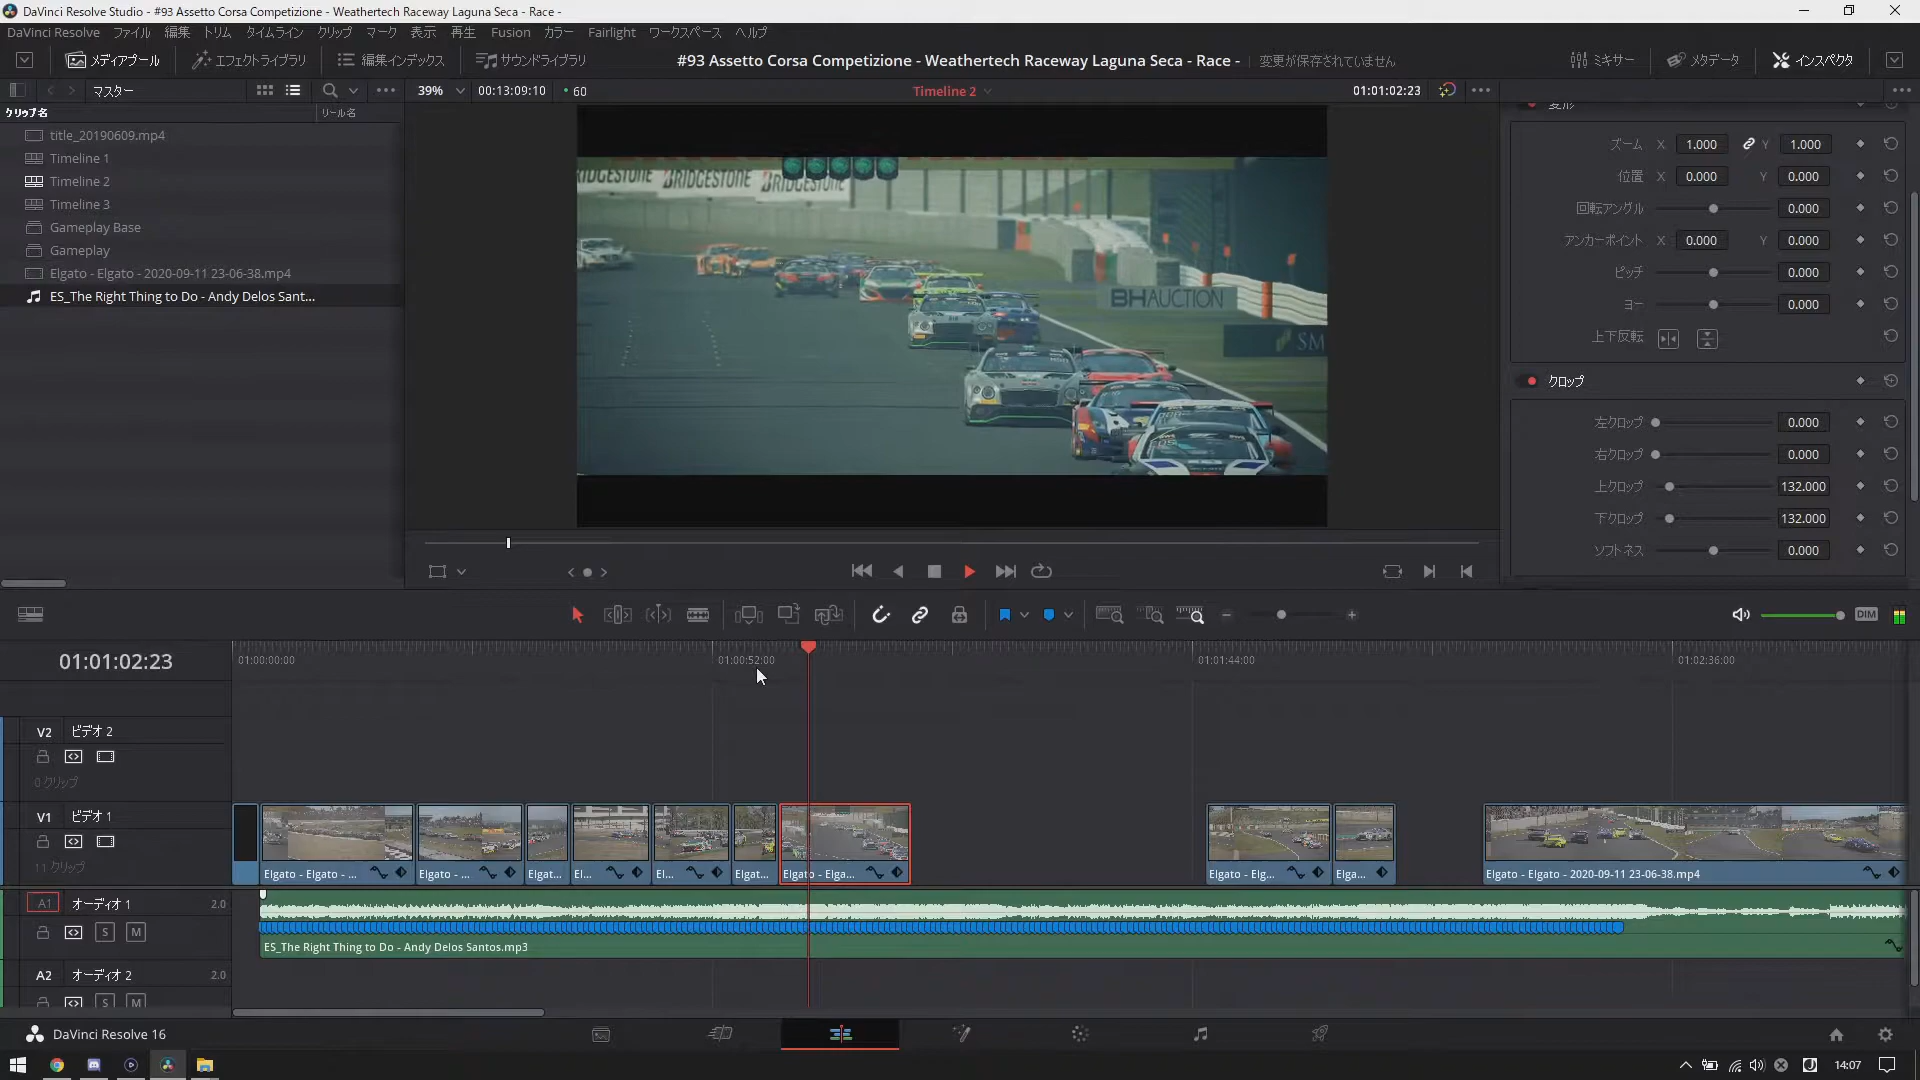 DaVinci Resolve Studio - #93 Assetto Corsa Competizione - Weathertech Raceway Laguna Seca - Race -
DaVinci Resolve ファイル 編集 トリム タイムライン クリップ マーク 表示 再生 Fusion カラー Fairlight ワークスペース ヘルプ
メディアプール エフェクトライブラリ 編集インデックス サウンドライブラリ #93 Assetto Corsa Competizione - Weathertech Raceway Laguna Seca - Race - 変更が保存されていません ミキサー メタデータ インスペクタ
マスター 39% 00:13:09:10 60 Timeline 2 01:01:02:23
クリップ名 リール名
title_20190609.mp4
Timeline 1
Timeline 2
Timeline 3
Gameplay Base
Gameplay
Elgato - Elgato - 2020-09-11 23-06-38.mp4
ES_The Right Thing to Do - Andy Delos Sant...
BRIDGESTONE BRIDGESTONE
BH AUCTION
SM
変形
ズーム X 1.000 Y 1.000
位置 X 0.000 Y 0.000
回転アングル 0.000
アンカーポイント X 0.000 Y 0.000
ピッチ 0.000
ヨー 0.000
上下反転
クロップ
左クロップ 0.000
右クロップ 0.000
上クロップ 132.000
下クロップ 132.000
ソフトネス 0.000
DIM
01:01:02:23
01:00:00:00 01:00:52:00 01:01:44:00 01:02:36:00
V2 ビデオ 2
0 クリップ
V1 ビデオ 1
11 クリップ
Elgato - Elgato - ... Elgato - ... Elgat... El... El... Elgat... Elgato - Elga... Elgato - Elg... Elga... Elgato - Elgato - 2020-09-11 23-06-38.mp4
A1 オーディオ 1 2.0
S M
ES_The Right Thing to Do - Andy Delos Santos.mp3
A2 オーディオ 2 2.0
S M
DaVinci Resolve 16
14:07